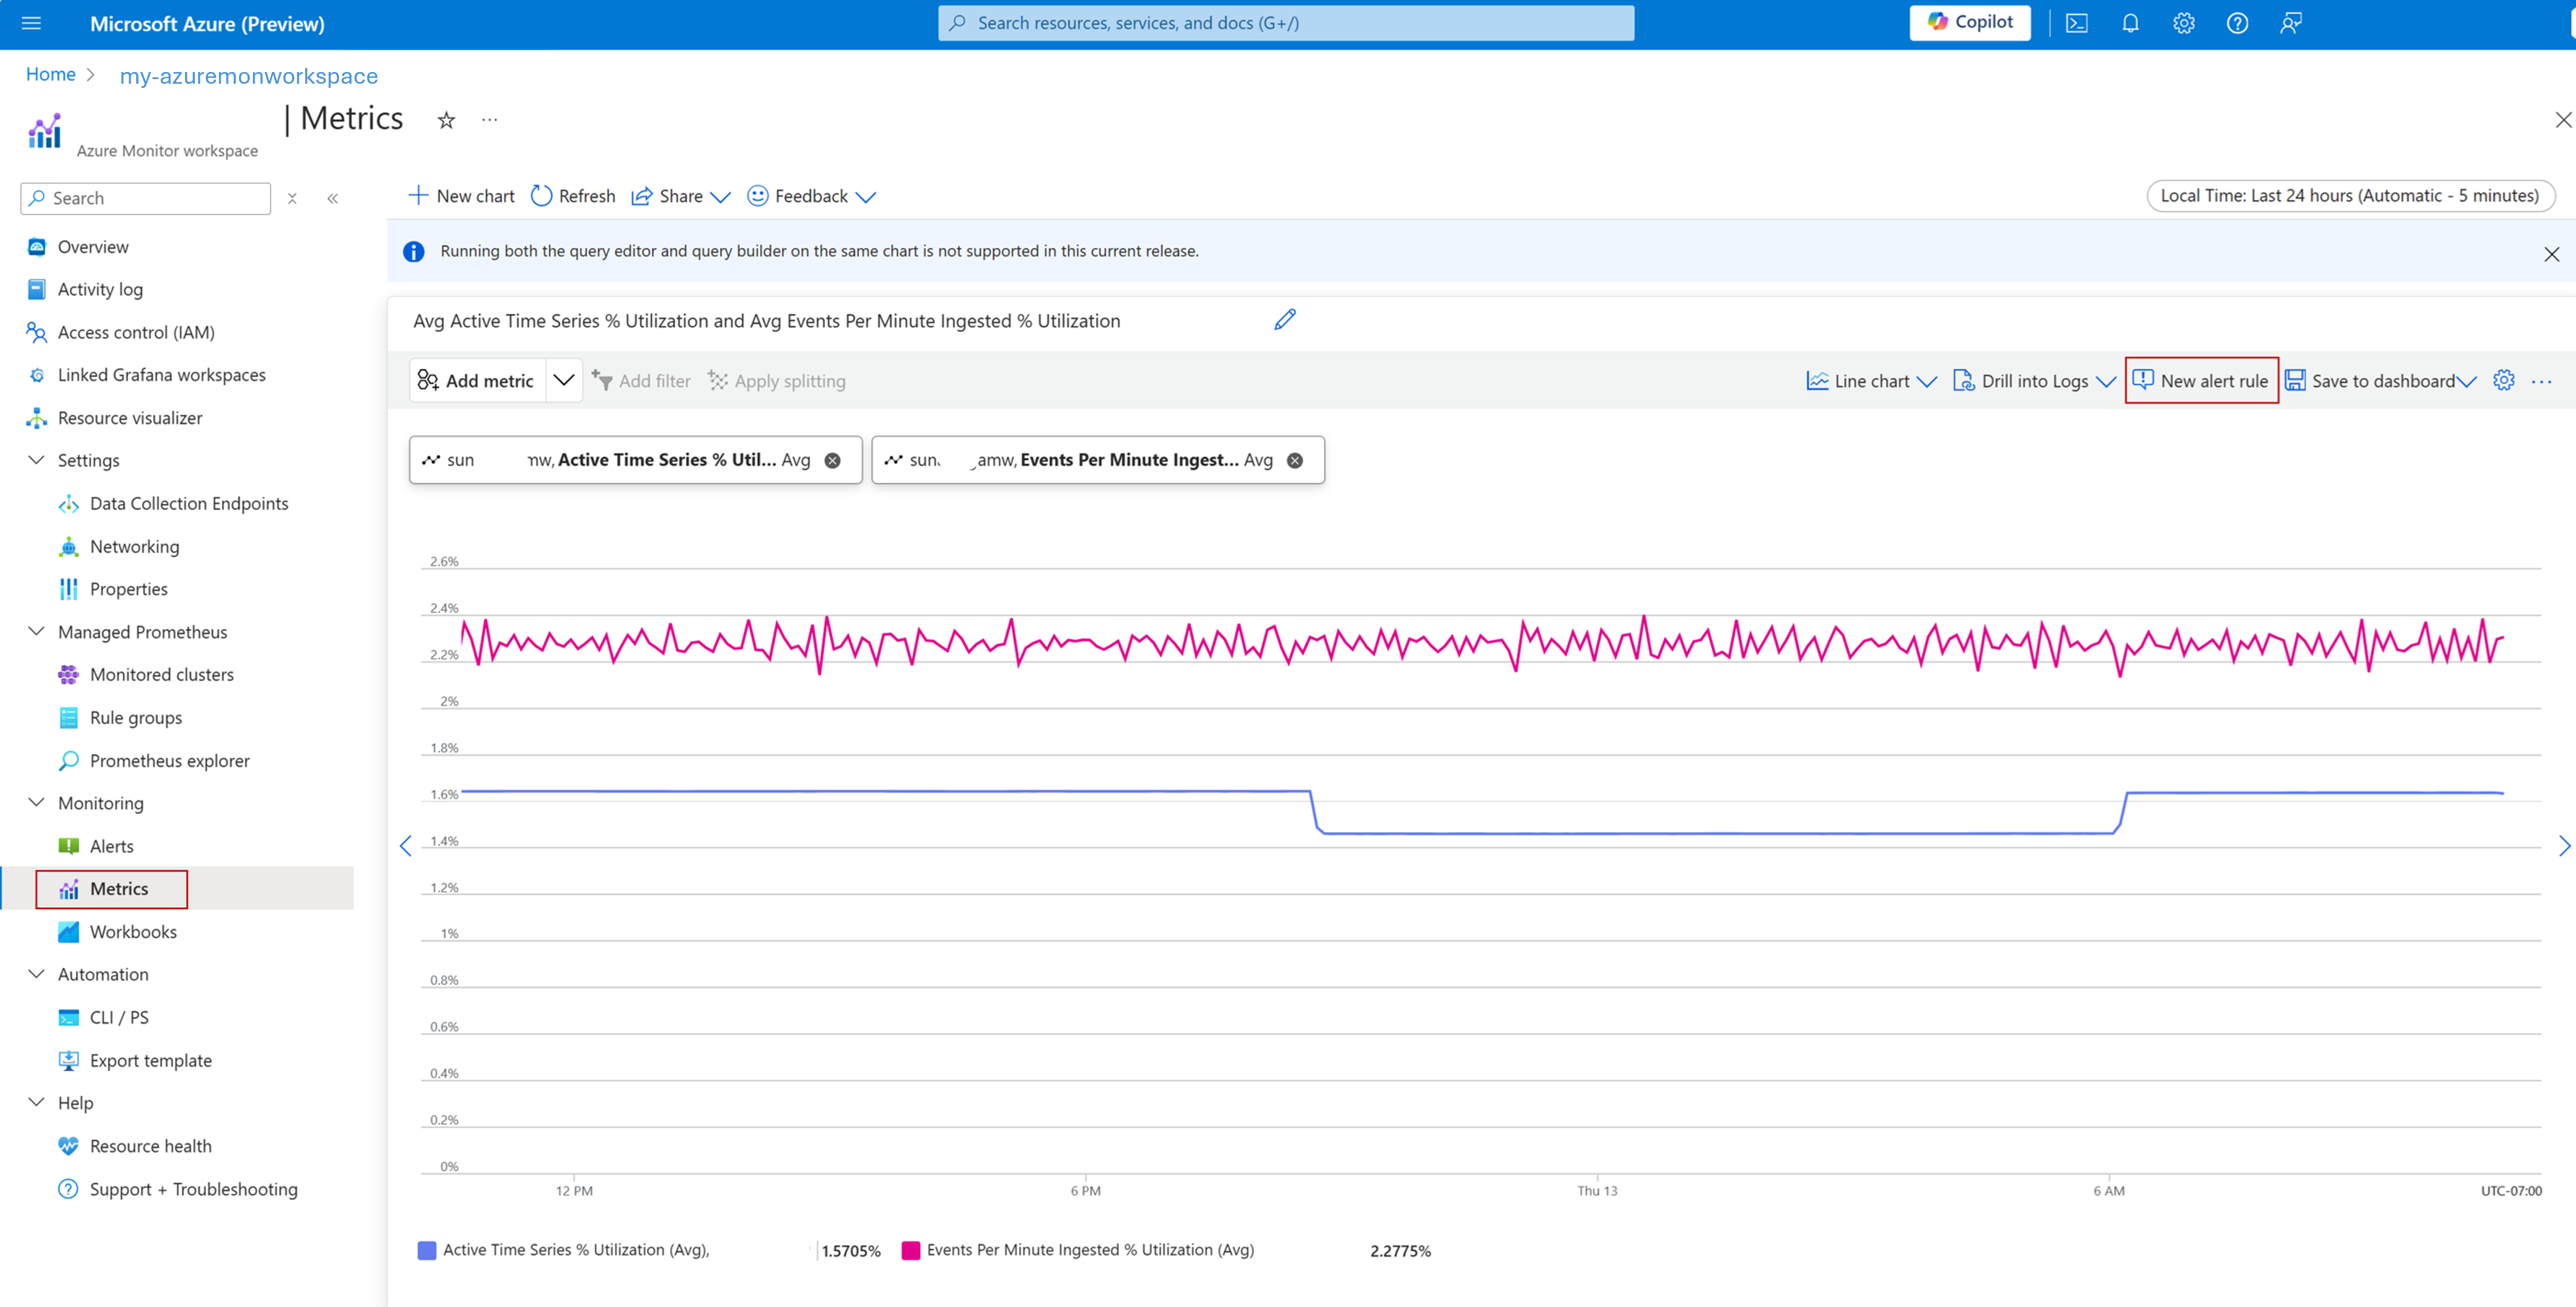 Microsoft Azure (Preview)
Search resources, services, and docs (G+/)
Copilot
Home
my-azuremonworkspace
| Metrics
Azure Monitor workspace
Search
Overview
Activity log
Access control (IAM)
Linked Grafana workspaces
Resource visualizer
Settings
Data Collection Endpoints
Networking
Properties
Managed Prometheus
Monitored clusters
Rule groups
Prometheus explorer
Monitoring
Alerts
Metrics
Workbooks
Automation
CLI / PS
Export template
Help
Resource health
Support + Troubleshooting
New chart
Refresh
Share
Feedback
Local Time: Last 24 hours (Automatic - 5 minutes)
Running both the query editor and query builder on the same chart is not supported in this current release.
Avg Active Time Series % Utilization and Avg Events Per Minute Ingested % Utilization
Add metric
Add filter
Apply splitting
Line chart
Drill into Logs
New alert rule
Save to dashboard
sun mw, Active Time Series % Util... Avg
sun amw, Events Per Minute Ingest... Avg
2.6%
2.4%
2.2%
2%
1.8%
1.6%
1.4%
1.2%
1%
0.8%
0.6%
0.4%
0.2%
0%
12 PM
6 PM
Thu 13
6 AM
UTC-07:00
Active Time Series % Utilization (Avg), 1.5705%
Events Per Minute Ingested % Utilization (Avg) 2.2775%